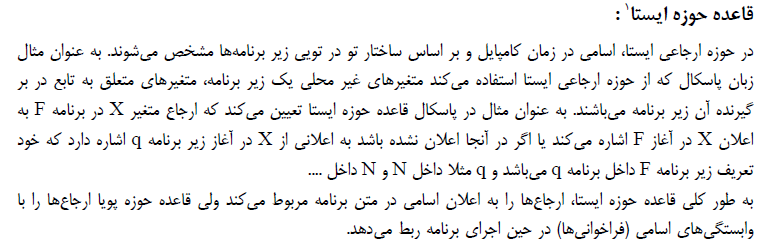 قاعده حوزه ایستا۱ :
در حوزه ارجاعی ایستا، اسامی در زمان کامپایل و بر اساس ساختار تو در تویی زیر برنامه‌ها مشخص می‌شوند. به عنوان مثال
زبان پاسکال که از حوزه ارجاعی ایستا استفاده می‌کند متغیرهای غیر محلی یک زیر برنامه، متغیرهای متعلق به تابع در بر
گیرنده آن زیر برنامه می‌باشند. به عنوان مثال در پاسکال قاعده حوزه ایستا تعیین می‌کند که ارجاع متغیر X در برنامه F به
اعلان X در آغاز F اشاره می‌کند یا اگر در آنجا اعلان نشده باشد به اعلانی از X در آغاز زیر برنامه q اشاره دارد که خود
تعریف زیر برنامه F داخل برنامه q می‌باشد و q مثلا داخل N و N داخل ....
به طور کلی قاعده حوزه ایستا، ارجاع‌ها را به اعلان اسامی در متن برنامه مربوط می‌کند ولی قاعده حوزه پویا ارجاع‌ها را با
وابستگی‌های اسامی (فراخوانی‌ها) در حین اجرای برنامه ربط می‌دهد.